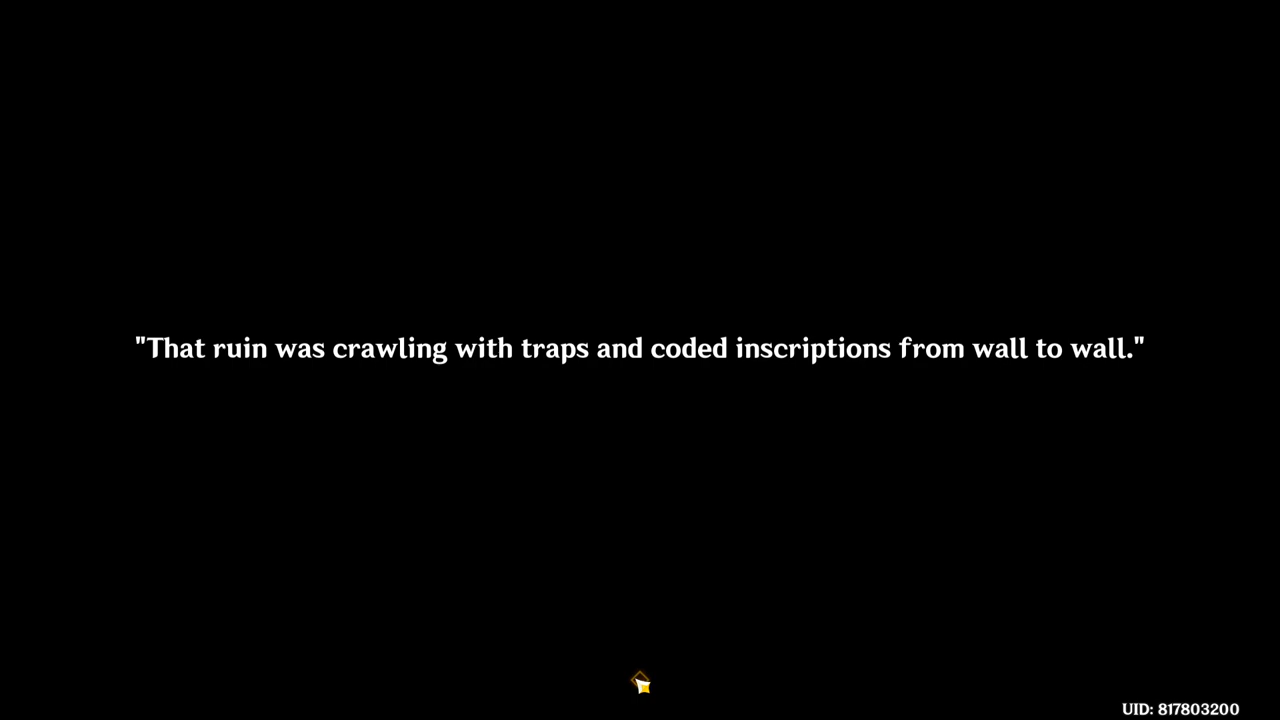 "That ruin was crawling with traps and coded inscriptions from wall to wall."
UID: 817803200